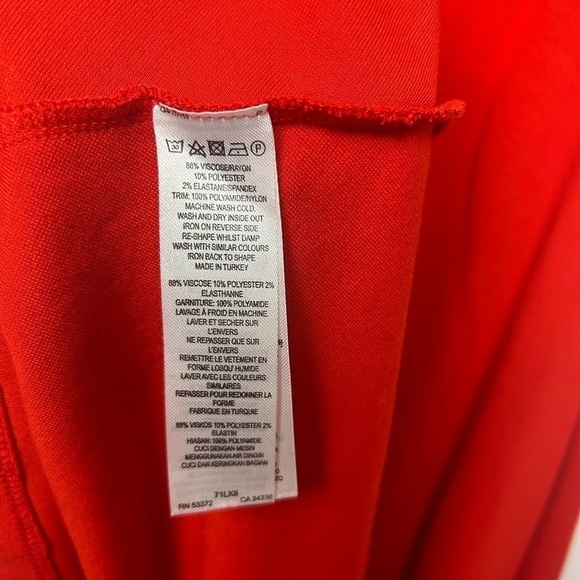 30 P
88% VISCOSE/RAYON
10% POLYESTER
2% ELASTANE/SPANDEX
TRIM: 100% POLYAMIDE/NYLON
MACHINE WASH COLD.
WASH AND DRY INSIDE OUT
IRON ON REVERSE SIDE
RE-SHAPE WHILST DAMP
WASH WITH SIMILAR COLOURS
IRON BACK TO SHAPE
MADE IN TURKEY
88% VISCOSE 10% POLYESTER 2%
ELASTHANNE
GARNITURE: 100% POLYAMIDE
LAVAGE À FROID EN MACHINE.
LAVER ET SECHER SUR
L'ENVERS
NE REPASSER QUE SUR
L'ENVERS
REMETTRE LE VETEMENT EN
FORME LORSQU' HUMIDE
LAVER AVEC LES COULEURS
SIMILAIRES
REPASSER POUR REDONNER LA
FORME
FABRIQUE EN TURQUIE
88% VISKOS 10% POLYESTER 2%
ELASTIN
HIASAN: 100% POLYAMIDE
CUCI DENGAN MESIN
MENGGUNAKAN AIR DINGIN
CUCI DAN KERINGKAN BAGIAN
71LX6
RN 53372 CA 34338